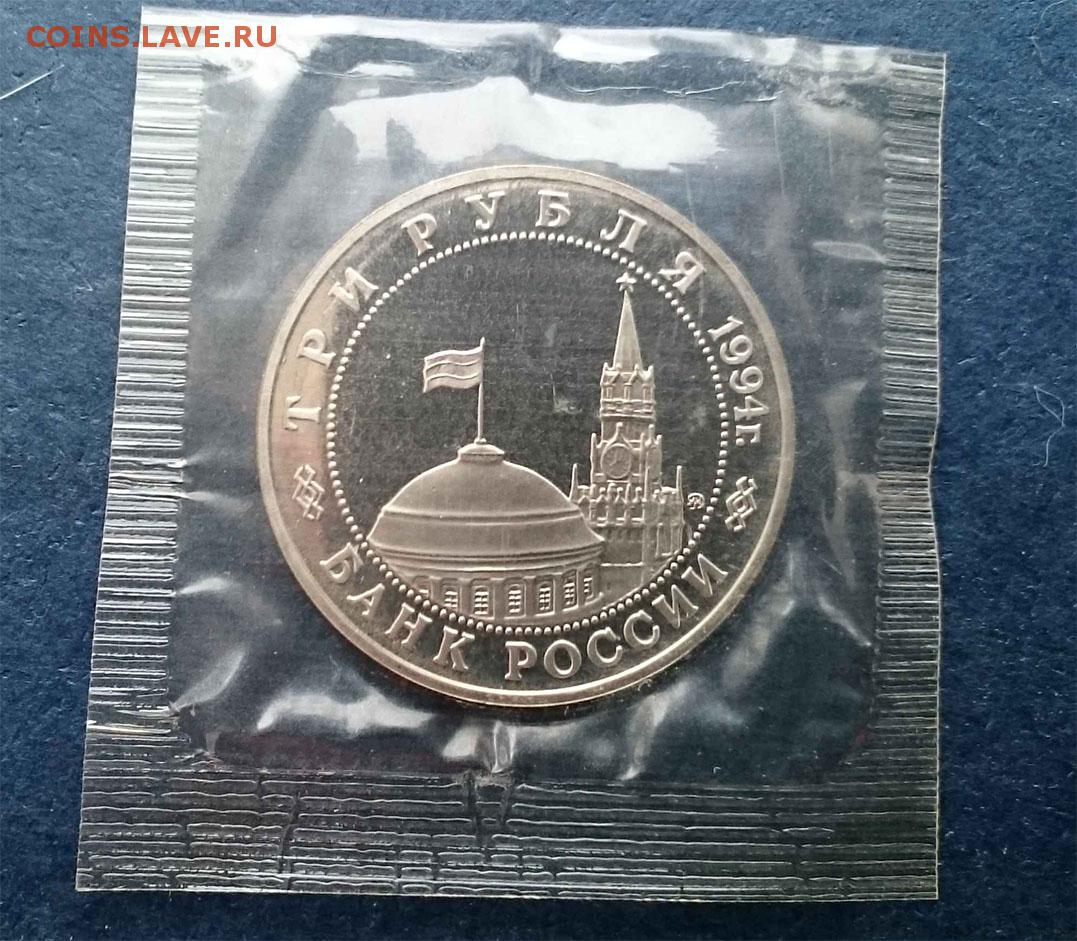 COINS.LAVE.RU
ТРИ РУБЛЯ 1994г.
БАНК РОССИИ